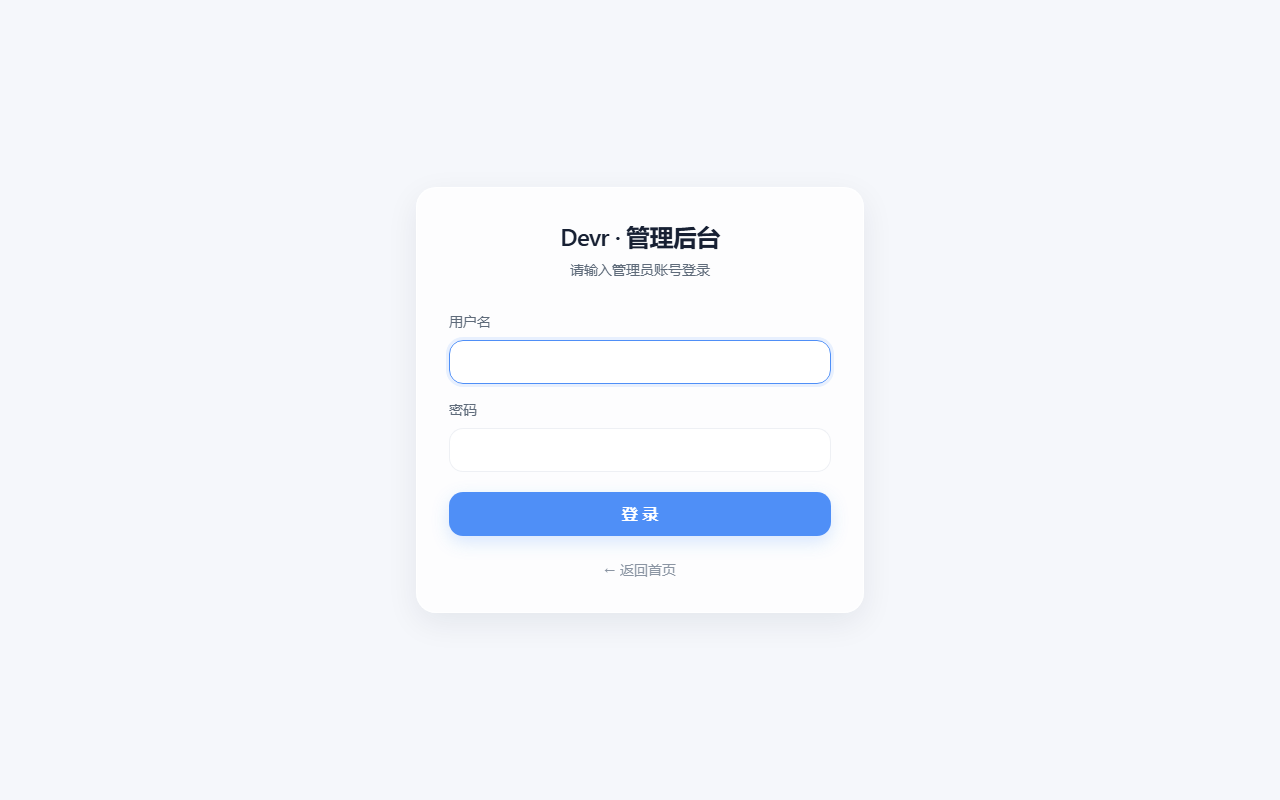 Devr · 管理后台
请输入管理员账号登录
用户名
密码
登 录
← 返回首页